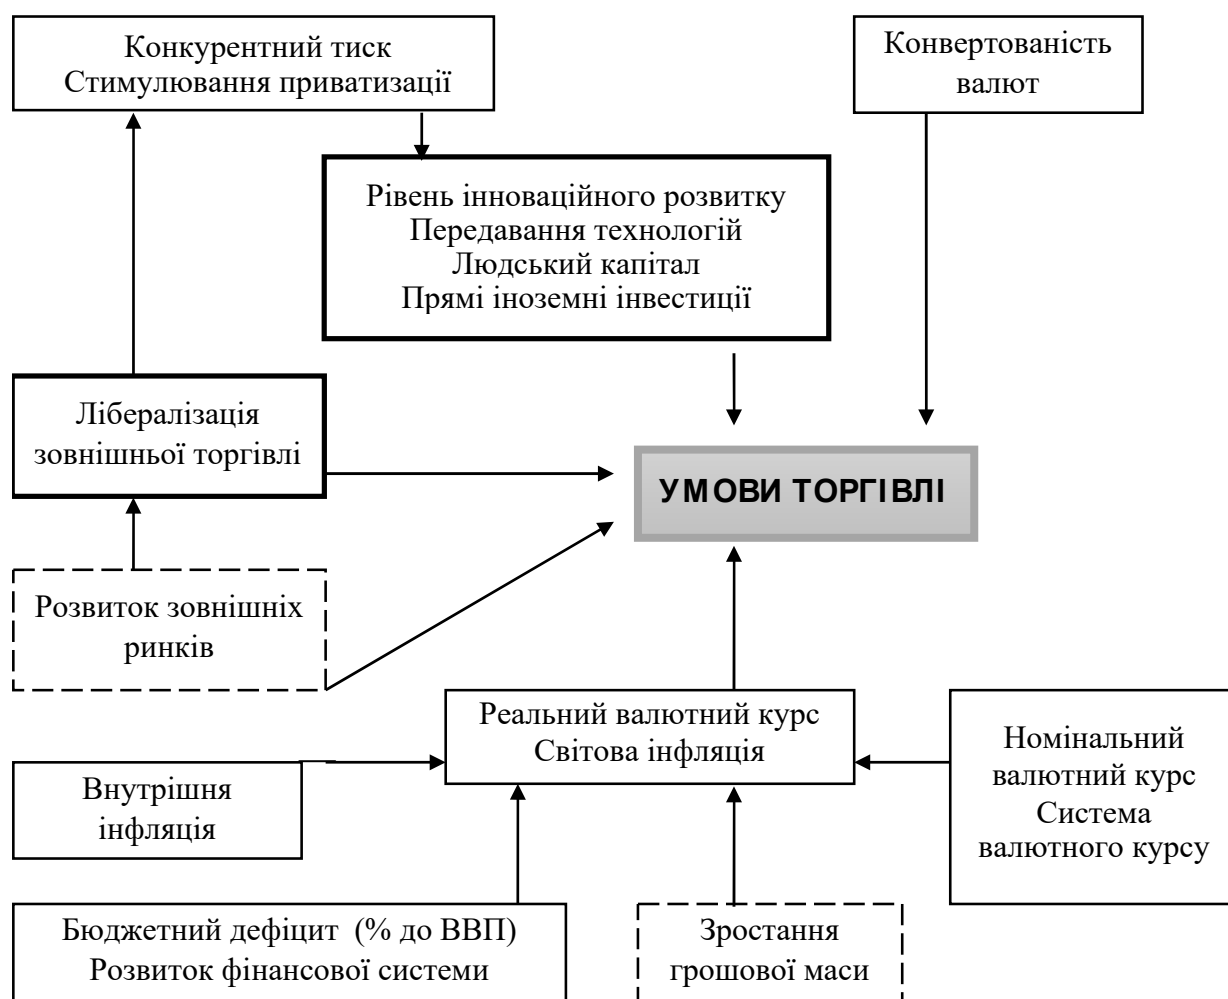 Конкурентний тиск
Стимулювання приватизації
Конвертованість
валют
Рівень інноваційного розвитку
Передавання технологій
Людський капітал
Прямі іноземні інвестиції
Лібералізація
зовнішньої торгівлі
УМОВИ ТОРГІВЛІ
Розвиток зовнішніх
ринків
Реальний валютний курс
Світова інфляція
Номінальний
валютний курс
Система
валютного курсу
Внутрішня
інфляція
Бюджетний дефіцит (% до ВВП)
Розвиток фінансової системи
Зростання
грошової маси